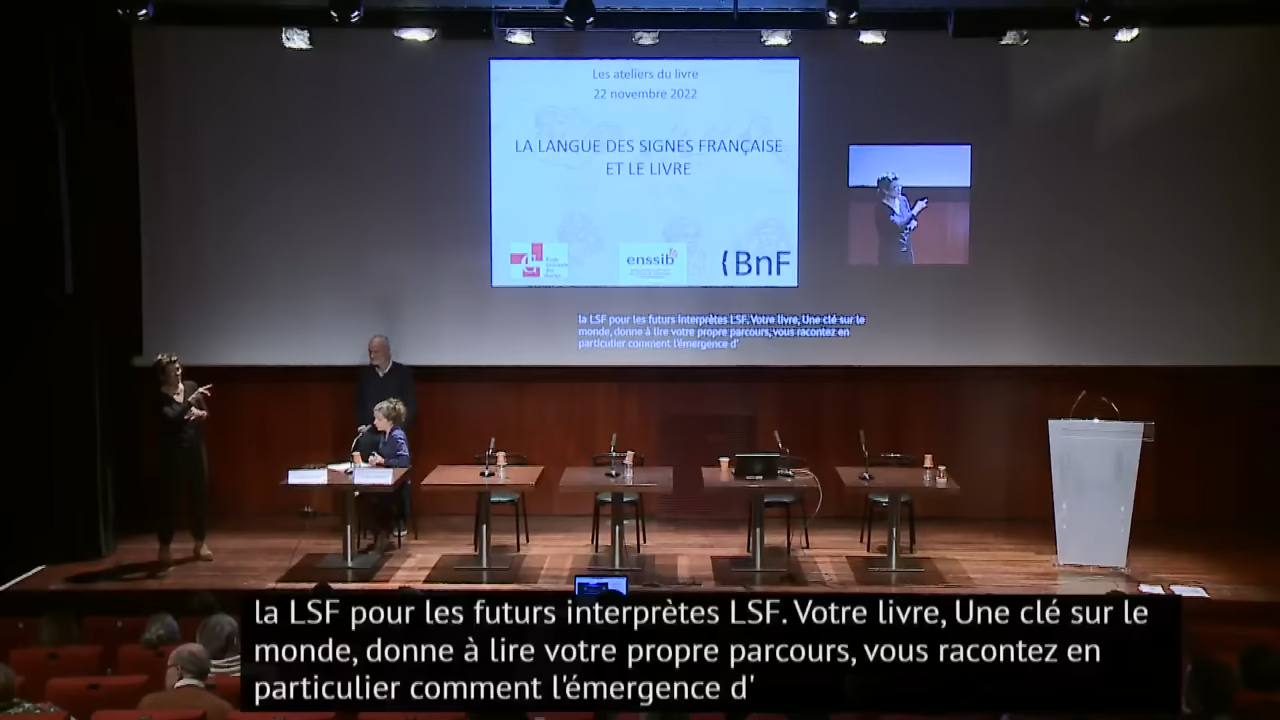 Les ateliers du livre
22 novembre 2022
LA LANGUE DES SIGNES FRANÇAISE
ET LE LIVRE
enssib
BnF
la LSF pour les futurs interprètes LSF. Votre livre, Une clé sur le
monde, donne à lire votre propre parcours, vous racontez en
particulier comment l'émergence d'
la LSF pour les futurs interprètes LSF. Votre livre, Une clé sur le
monde, donne à lire votre propre parcours, vous racontez en
particulier comment l'émergence d'